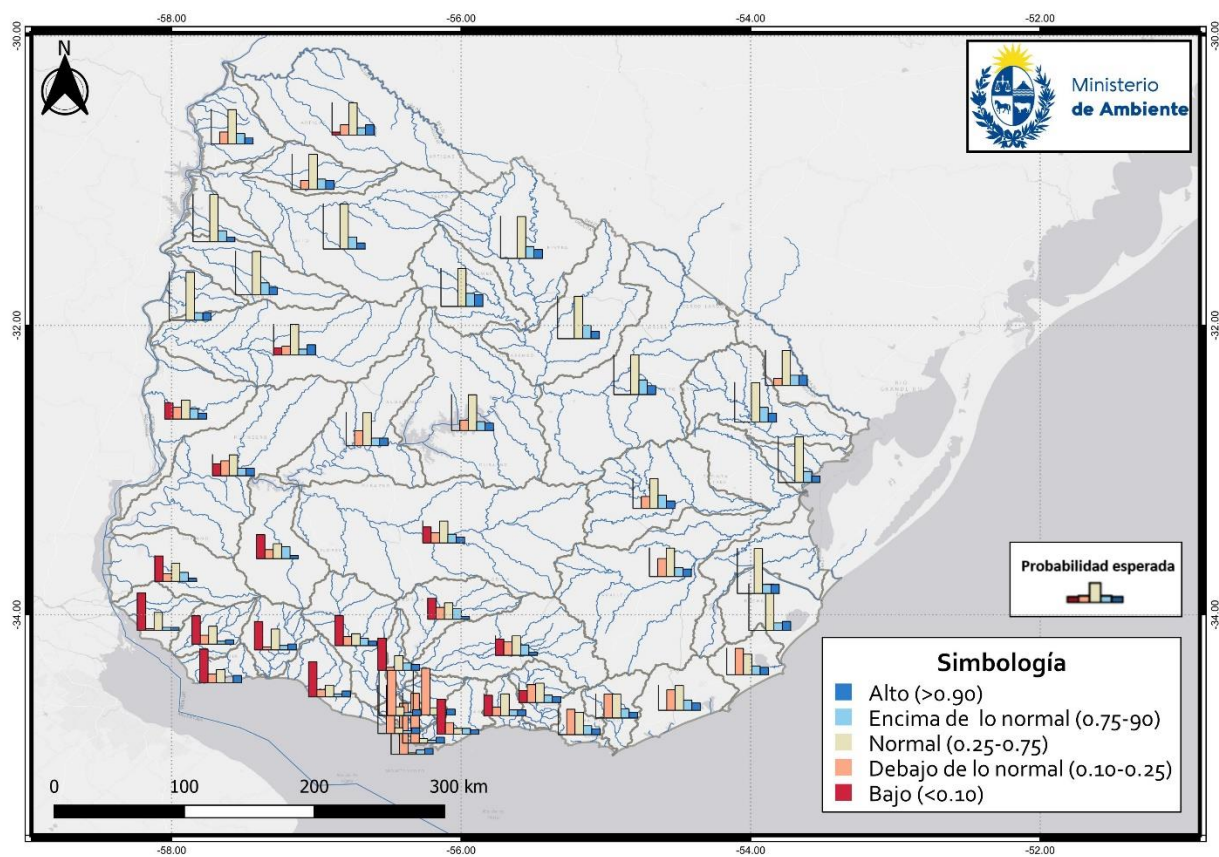 -58.00 -56.00 -54.00 -52.00
-30.00 -30.00
N
Ministerio
de Ambiente
-32.00 -32.00
Probabilidad esperada
-34.00 -34.00
Simbología
Alto (>0.90)
Encima de lo normal (0.75-90)
Normal (0.25-0.75)
Debajo de lo normal (0.10-0.25)
Bajo (<0.10)
0 100 200 300 km
-58.00 -56.00 -54.00 -52.00